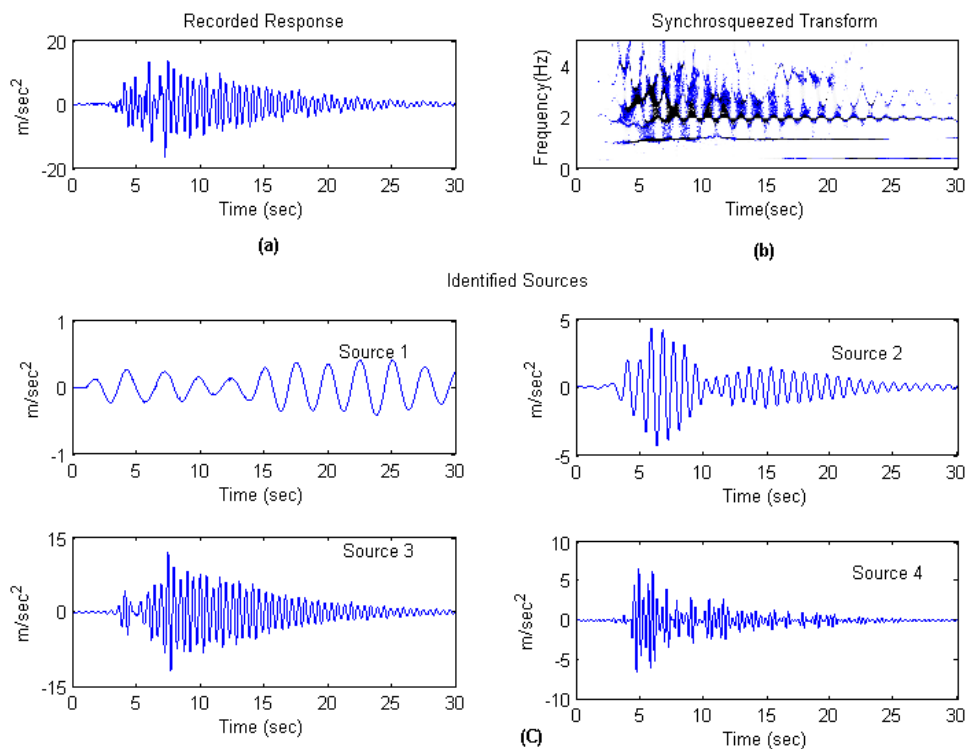 Recorded Response
20
0
-20
m/sec2
0 5 10 15 20 25 30
Time (sec)
(a)
Synchrosqueezed Transform
4
2
0
Frequency(Hz)
0 5 10 15 20 25 30
Time(sec)
(b)
Identified Sources
1
0
-1
m/sec2
Source 1
0 5 10 15 20 25 30
Time (sec)
5
0
-5
m/sec2
Source 2
0 5 10 15 20 25 30
Time (sec)
15
0
-15
m/sec2
Source 3
0 5 10 15 20 25 30
Time (sec)
10
5
0
-5
-10
m/sec2
Source 4
0 5 10 15 20 25 30
Time (sec)
(C)